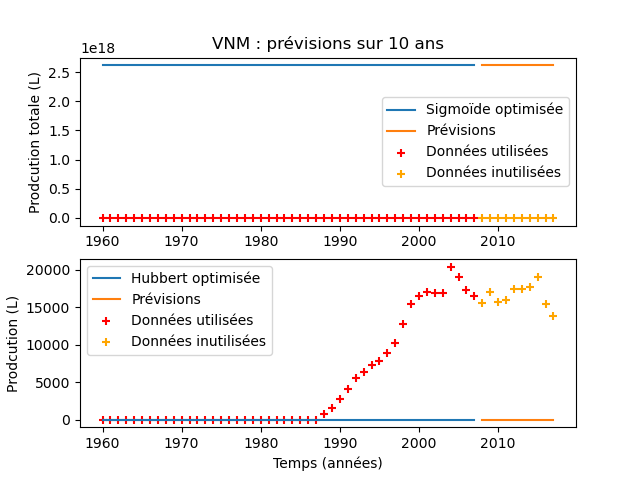 VNM : prévisions sur 10 ans
1e18
2.5
2.0
1.5
1.0
0.5
0.0
Prodcution totale (L)
Sigmoïde optimisée
Prévisions
Données utilisées
Données inutilisées
1960 1970 1980 1990 2000 2010
20000
15000
10000
5000
0
Prodcution (L)
Hubbert optimisée
Prévisions
Données utilisées
Données inutilisées
1960 1970 1980 1990 2000 2010
Temps (années)